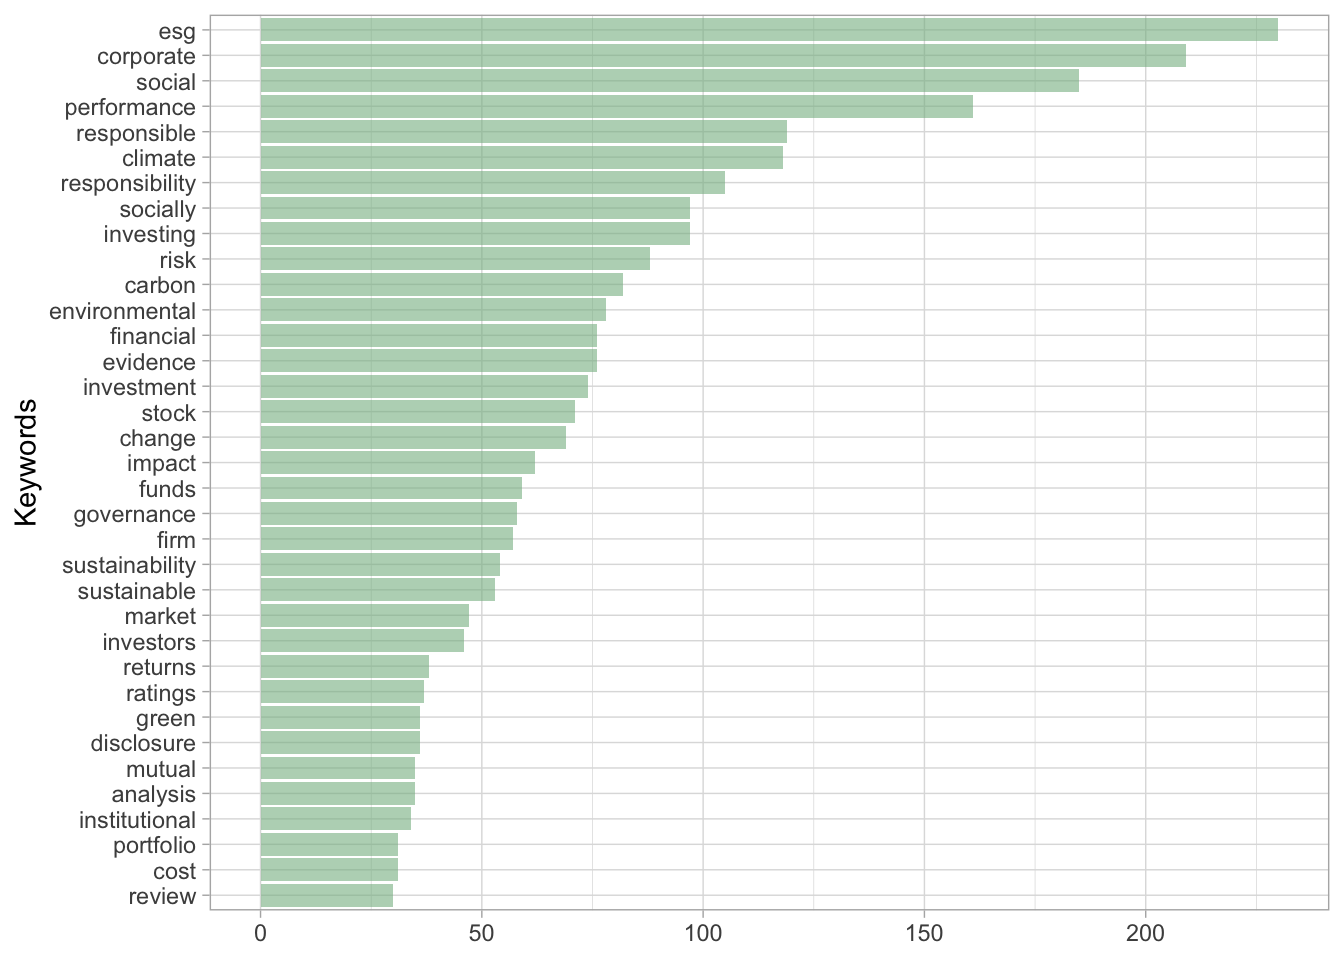 Keywords
esg
corporate
social
performance
responsible
climate
responsibility
socially
investing
risk
carbon
environmental
financial
evidence
investment
stock
change
impact
funds
governance
firm
sustainability
sustainable
market
investors
returns
ratings
green
disclosure
mutual
analysis
institutional
portfolio
cost
review
0 50 100 150 200